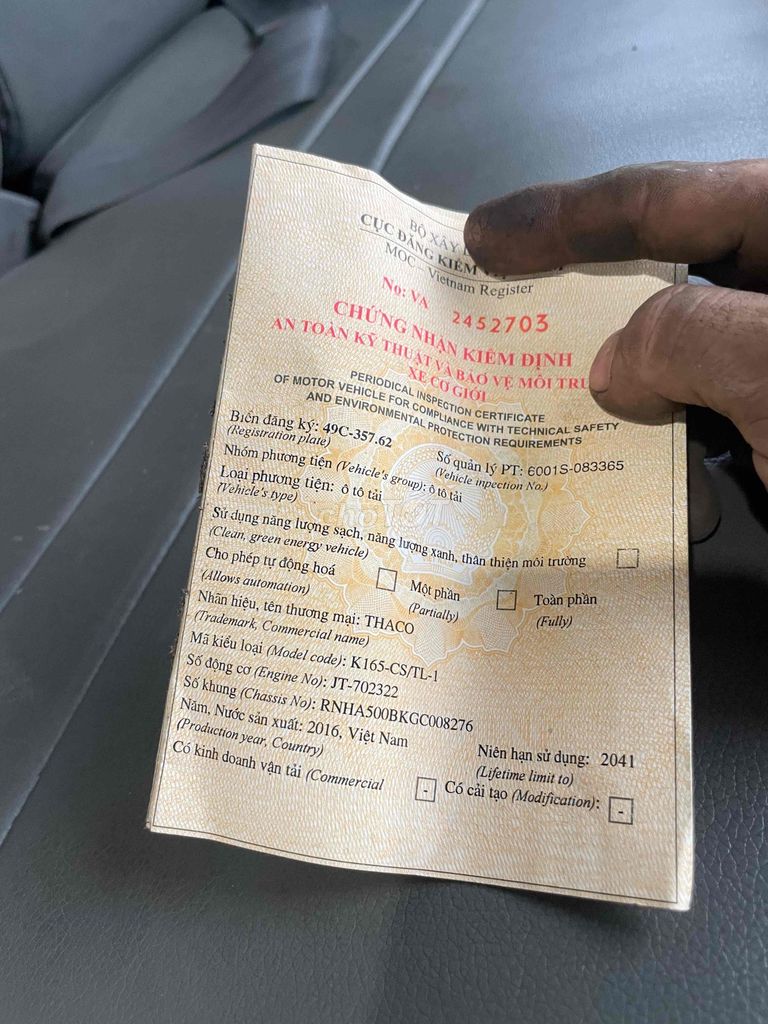 BỘ XÂY
CỤC ĐĂNG KIỂM
MOC - Vietnam Register
No: VA 2452703
CHỨNG NHẬN KIỂM ĐỊNH
AN TOÀN KỸ THUẬT VÀ BẢO VỆ MÔI TRƯ
XE CƠ GIỚI
PERIODICAL INSPECTION CERTIFICATE
OF MOTOR VEHICLE FOR COMPLIANCE WITH TECHNICAL SAFETY
AND ENVIRONMENTAL PROTECTION REQUIREMENTS
Biển đăng ký: 49C-357.62 Số quản lý PT: 6001S-083365
(Registration plate) (Vehicle inpection No.)
Nhóm phương tiện (Vehicle's group): ô tô tải
Loại phương tiện: ô tô tải
(Vehicle's type)
Sử dụng năng lượng sạch, năng lượng xanh, thân thiện môi trường
(Clean, green energy vehicle)
Cho phép tự động hoá Một phần Toàn phần
(Allows automation) (Partially) (Fully)
Nhãn hiệu, tên thương mại: THACO
(Trademark, Commercial name)
Mã kiểu loại (Model code): K165-CS/TL-1
Số động cơ (Engine No): JT-702322
Số khung (Chassis No): RNHA500BKGC008276
Năm, Nước sản xuất: 2016, Việt Nam Niên hạn sử dụng: 2041
(Production year, Country) (Lifetime limit to)
Có kinh doanh vận tải (Commercial - Có cải tạo (Modification): -